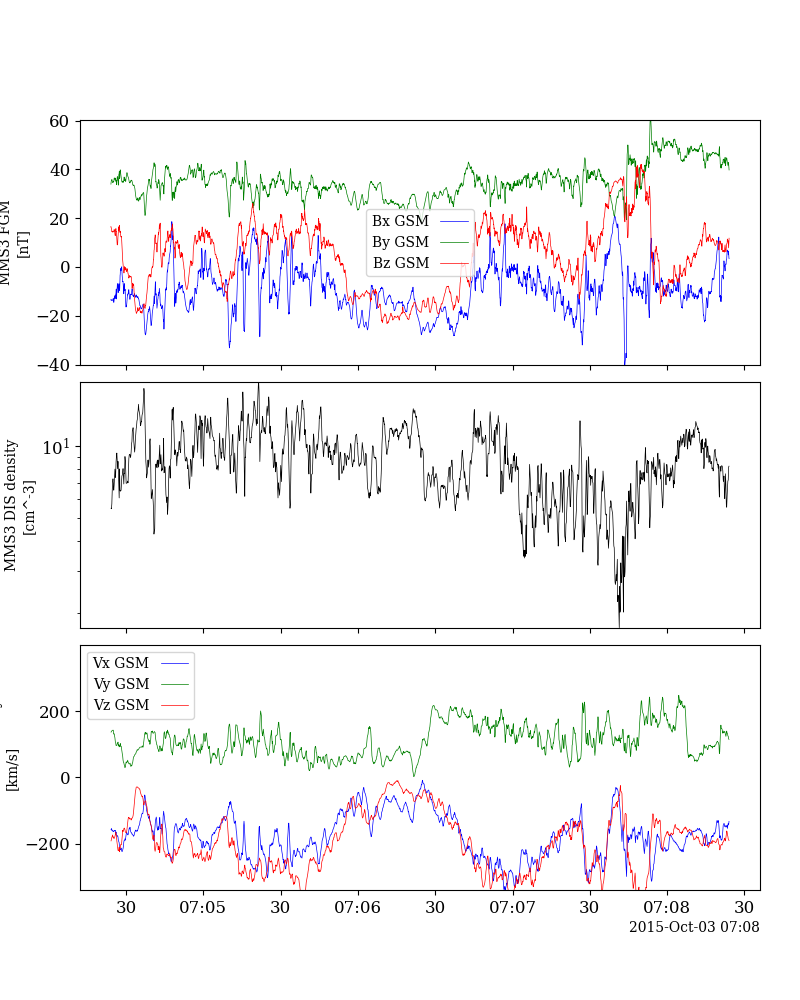 60
40
20
0
−20
−40
MMS3 FGM
[nT]
Bx GSM
By GSM
Bz GSM
10^1
MMS3 DIS density
[cm^-3]
Vx GSM
Vy GSM
Vz GSM
200
0
−200
[km/s]
30 07:05 30 07:06 30 07:07 30 07:08 30
2015-Oct-03 07:08